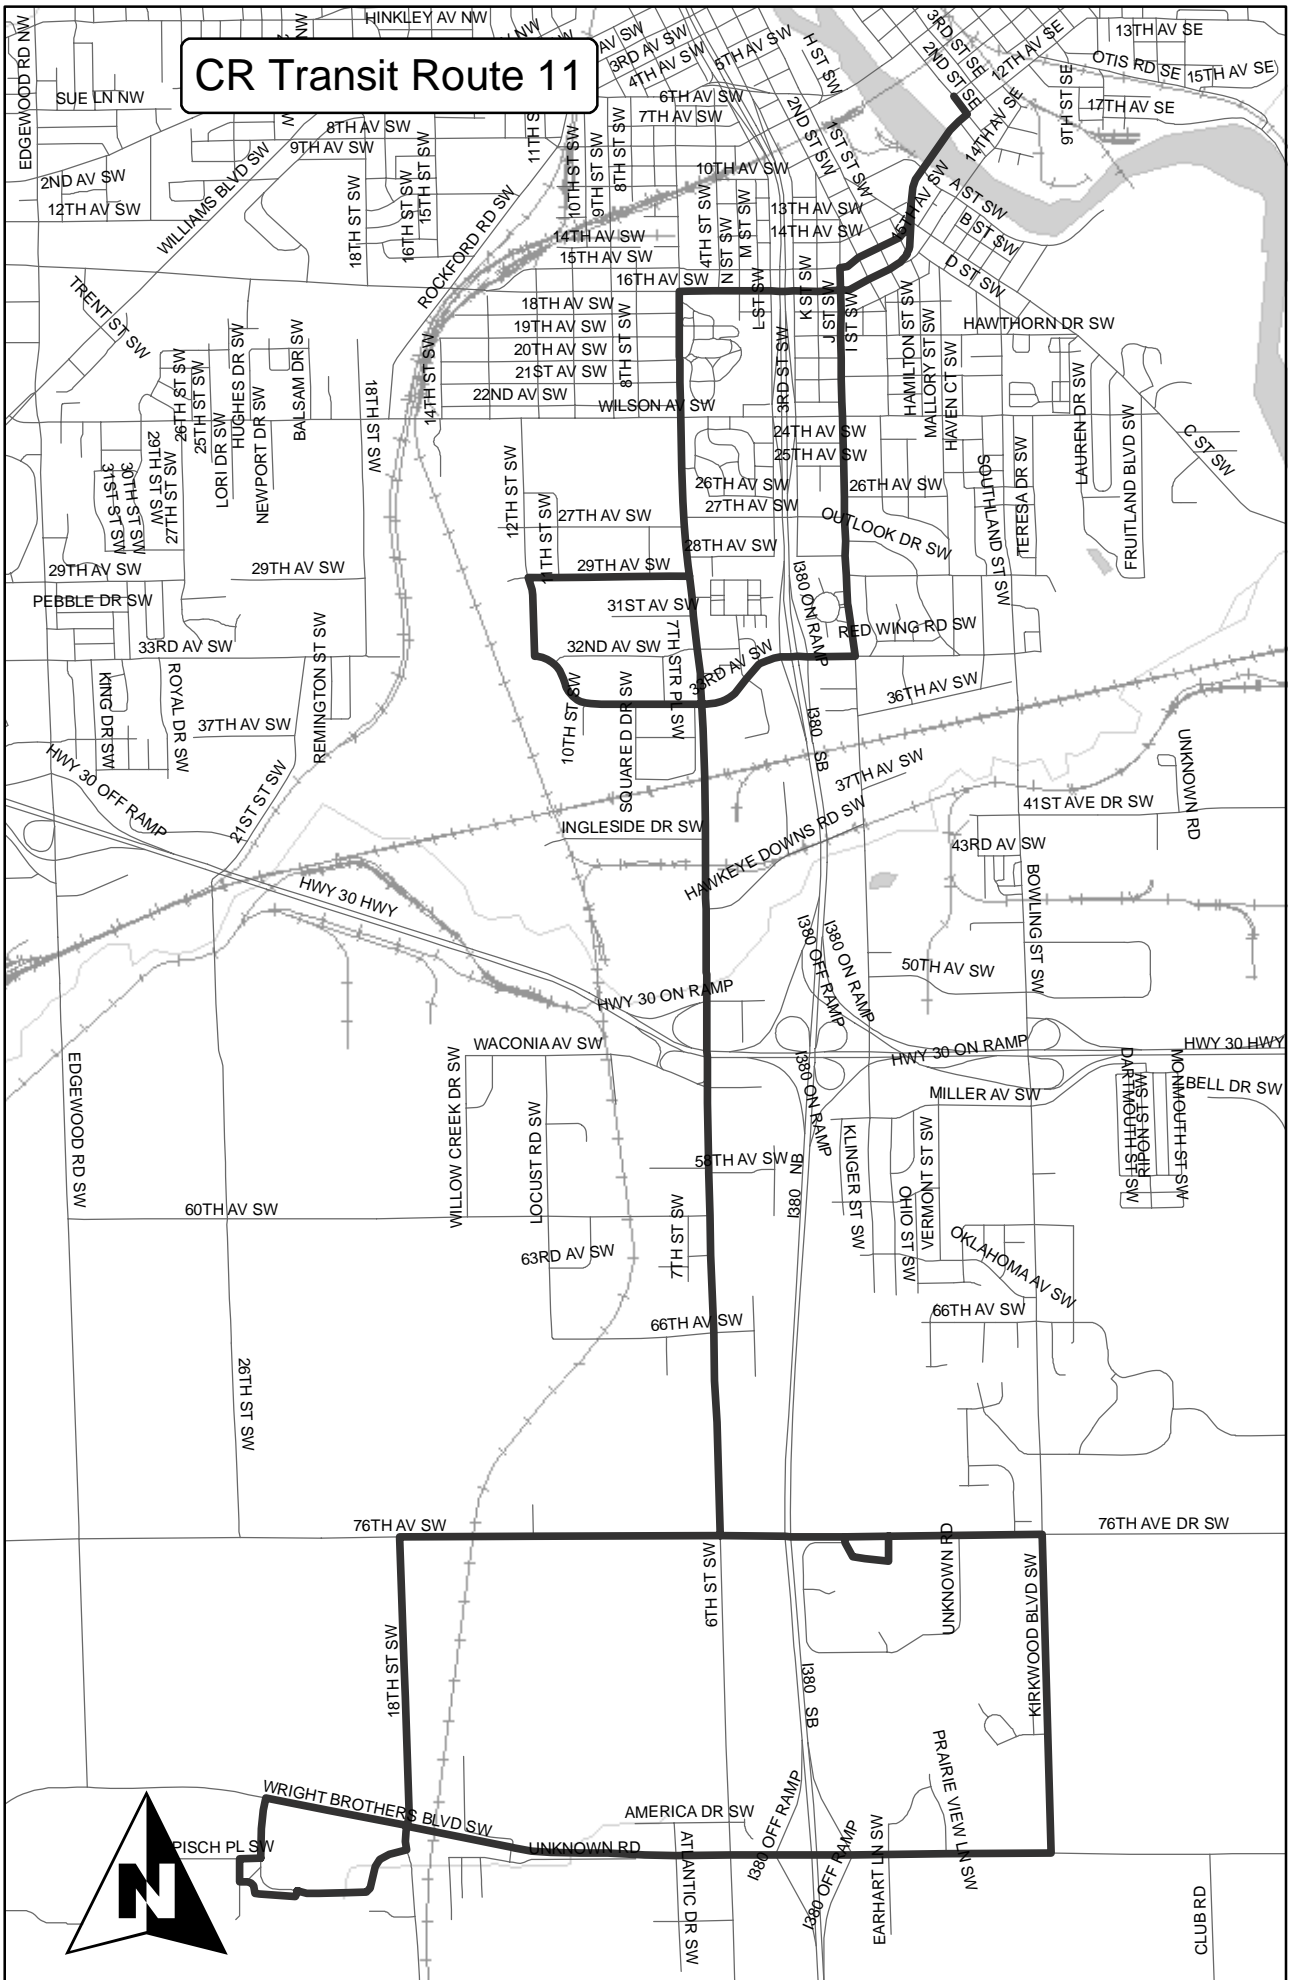 CR Transit Route 11
HINKLEY AV NW
EDGEWOOD RD NW
SUE LN NW
8TH AV SW
9TH AV SW
2ND AV SW
12TH AV SW
WILLIAMS BLVD SW
18TH ST SW
16TH ST SW
15TH ST SW
ROCKFORD RD SW
10TH ST SW
9TH ST SW
8TH ST SW
3RD AV SW
4TH AV SW
5TH AV SW
6TH AV SW
7TH AV SW
H ST SW
2ND ST SW
1ST ST SW
3RD ST SE
2ND ST SE
12TH AV SE
14TH AV SE
13TH AV SE
OTIS RD SE
15TH AV SE
17TH AV SE
9TH ST SE
10TH AV SW
13TH AV SW
14TH AV SW
15TH AV SW
A ST SW
B ST SW
D ST SW
14TH AV SW
15TH AV SW
16TH AV SW
4TH ST SW
N ST SW
M ST SW
L ST SW
K ST SW
J ST SW
I ST SW
3RD ST SW
TRENT ST SW
18TH AV SW
19TH AV SW
20TH AV SW
21ST AV SW
22ND AV SW
8TH ST SW
WILSON AV SW
14TH ST SW
18TH ST SW
26TH ST SW
25TH ST SW
HUGHES DR SW
BALSAM DR SW
LORI DR SW
NEWPORT DR SW
31ST ST SW
30TH ST SW
29TH ST SW
27TH ST SW
HAMILTON ST SW
MALLORY ST SW
HAVEN CT SW
HAWTHORN DR SW
LAUREN DR SW
FRUITLAND BLVD SW
C ST SW
24TH AV SW
25TH AV SW
26TH AV SW
26TH AV SW
27TH AV SW
27TH AV SW
28TH AV SW
OUTLOOK DR SW
SOUTHLAND ST SW
TERESA DR SW
12TH ST SW
11TH ST SW
29TH AV SW
29TH AV SW
29TH AV SW
PEBBLE DR SW
33RD AV SW
31ST AV SW
32ND AV SW
7TH STR PL SW
33RD AV SW
I380 ON RAMP
RED WING RD SW
36TH AV SW
KING DR SW
ROYAL DR SW
REMINGTON ST SW
37TH AV SW
10TH ST SW
SQUARE D DR SW
I380 SB
37TH AV SW
HWY 30 OFF RAMP
21ST ST SW
INGLESIDE DR SW
HAWKEYE DOWNS RD SW
41ST AVE DR SW
43RD AV SW
UNKNOWN RD
BOWLING ST SW
HWY 30 HWY
I380 OFF RAMP
I380 ON RAMP
50TH AV SW
HWY 30 ON RAMP
HWY 30 ON RAMP
HWY 30 HWY
WACONIA AV SW
EDGEWOOD RD SW
WILLOW CREEK DR SW
LOCUST RD SW
I380 ON RAMP
MILLER AV SW
DARTMOUTH ST SW
RIPON ST SW
MONMOUTH ST SW
BELL DR SW
58TH AV SW
I380 NB
KLINGER ST SW
OHIO ST SW
VERMONT ST SW
60TH AV SW
63RD AV SW
7TH ST SW
OKLAHOMA AV SW
66TH AV SW
66TH AV SW
26TH ST SW
76TH AV SW
76TH AVE DR SW
6TH ST SW
UNKNOWN RD
KIRKWOOD BLVD SW
18TH ST SW
I380 SB
WRIGHT BROTHERS BLVD SW
PISCH PL SW
UNKNOWN RD
AMERICA DR SW
ATLANTIC DR SW
I380 OFF RAMP
I380 OFF RAMP
EARHART LN SW
PRAIRIE VIEW LN SW
CLUB RD
N